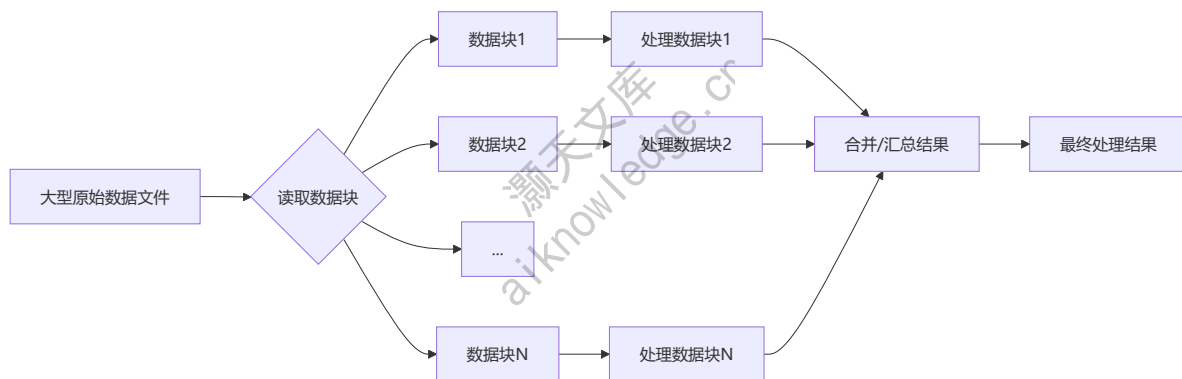 数据块1
处理数据块1
数据块2
处理数据块2
合并/汇总结果
最终处理结果
大型原始数据文件
读取数据块
...
数据块N
处理数据块N
灏天文库
aiknowledge.cr